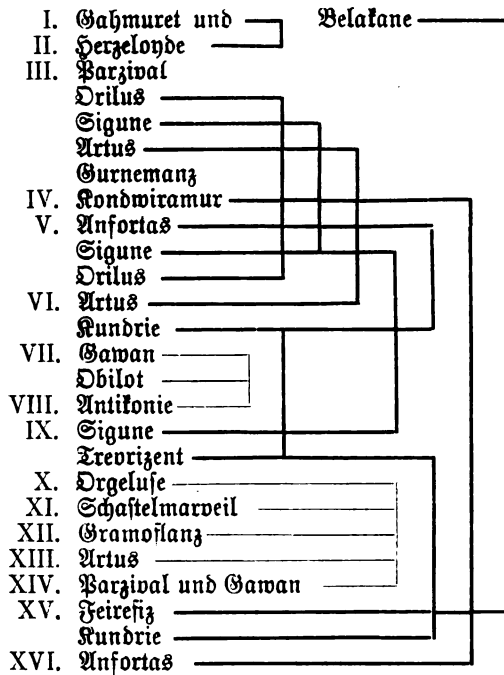 I. Gahmuret und Belakane
II. Herzeloyde
III. Parzival
Orilus
Sigune
Artus
Gurnemanz
IV. Kondwiramur
V. Anfortas
Sigune
Orilus
VI. Artus
Kundrie
VII. Gawan
Obilot
VIII. Antikonie
IX. Sigune
Trevrizent
X. Orgeluse
XI. Schastelmarveil
XII. Gramoflanz
XIII. Artus
XIV. Parzival und Gawan
XV. Feirefiz
Kundrie
XVI. Anfortas